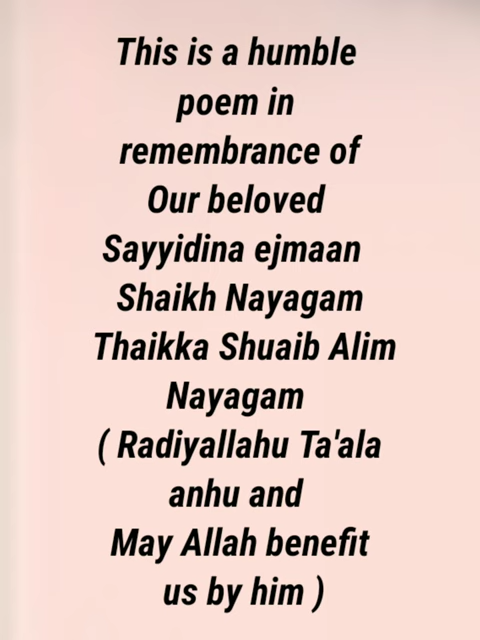 This is a humble
poem in
remembrance of
Our beloved
Sayyidina ejmaan
Shaikh Nayagam
Thaikka Shuaib Alim
Nayagam
( Radiyallahu Ta'ala
anhu and
May Allah benefit
us by him )